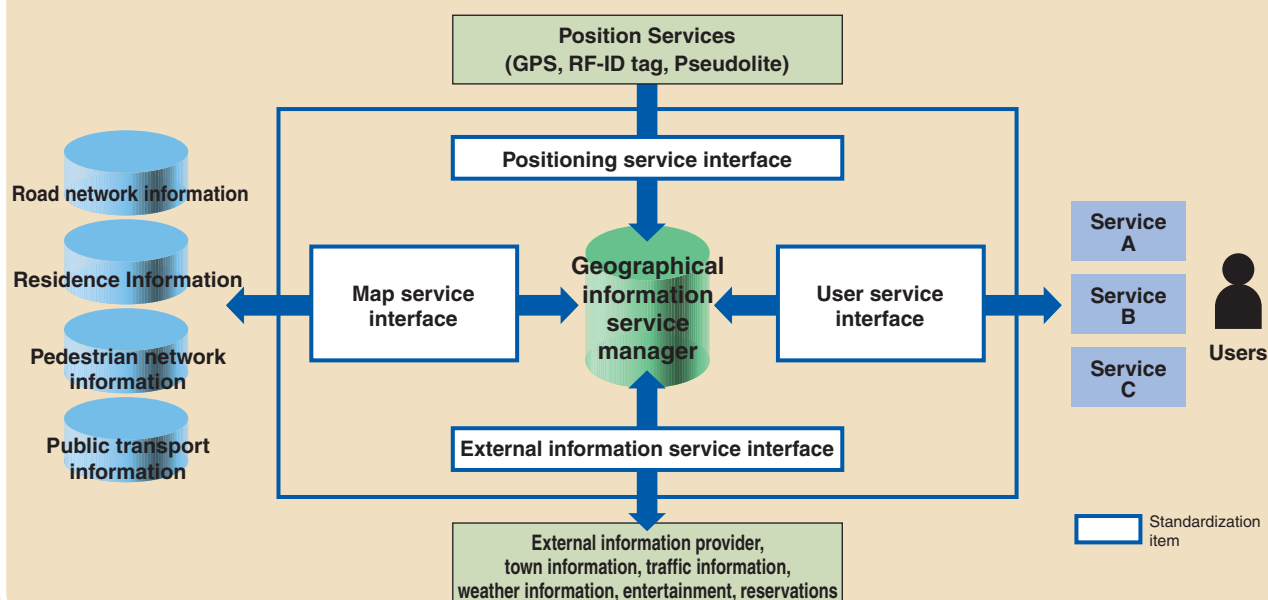 Position Services
(GPS, RF-ID tag, Pseudolite)
Positioning service interface
Road network information
Residence Information
Pedestrian network
information
Public transport
information
Map service
interface
Geographical
information
service
manager
User service
interface
Service
A
Service
B
Service
C
Users
External information service interface
External information provider,
town information, traffic information,
weather information, entertainment, reservations
Standardization
item